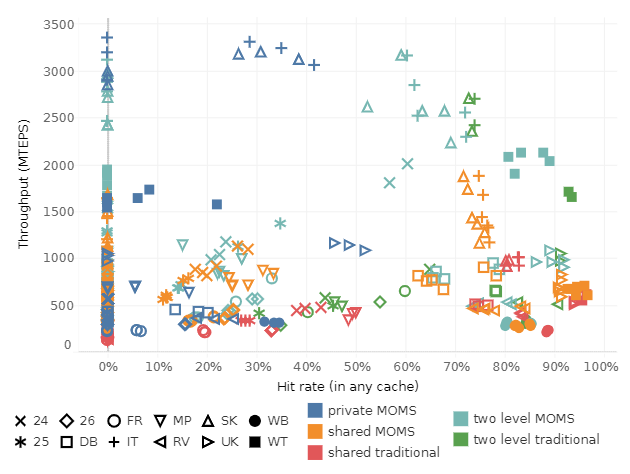 3500
3000
2500
2000
1500
1000
500
0
Throughput (MTEPS)
0% 10% 20% 30% 40% 50% 60% 70% 80% 90% 100%
Hit rate (in any cache)
24 26 FR MP SK WB
25 DB IT RV UK WT
private MOMS
shared MOMS
shared traditional
two level MOMS
two level traditional